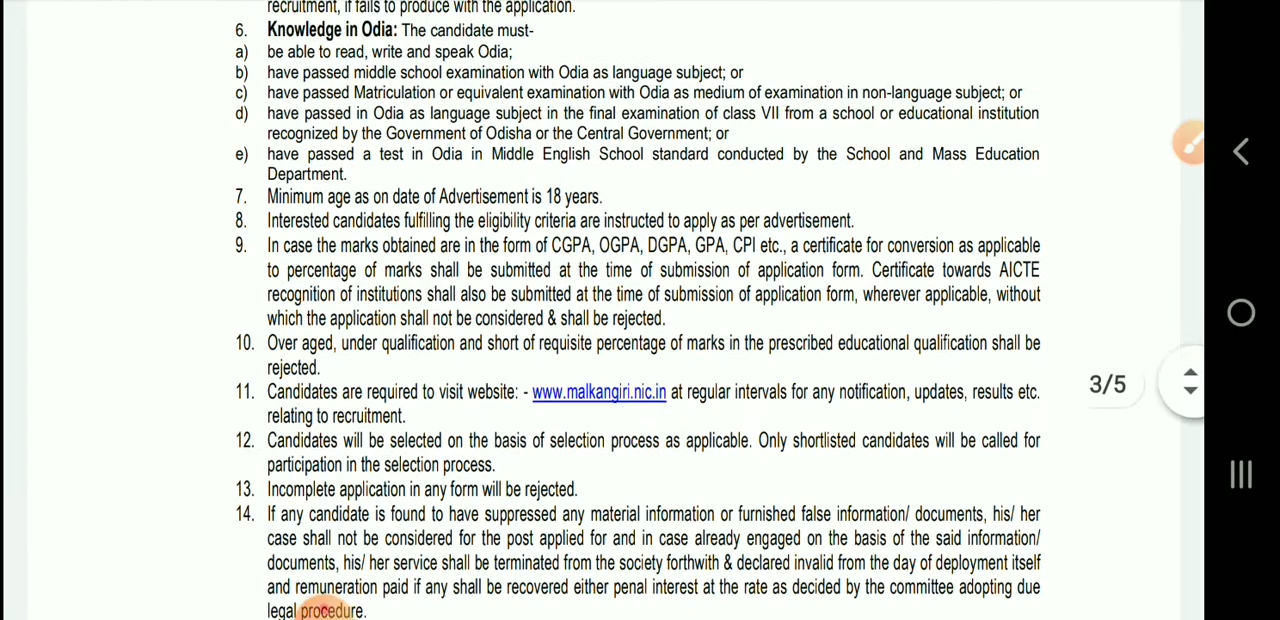 recruitment, if fails to produce with the application.
6. Knowledge in Odia: The candidate must-
a) be able to read, write and speak Odia;
b) have passed middle school examination with Odia as language subject; or
c) have passed Matriculation or equivalent examination with Odia as medium of examination in non-language subject; or
d) have passed in Odia as language subject in the final examination of class VII from a school or educational institution
recognized by the Government of Odisha or the Central Government; or
e) have passed a test in Odia in Middle English School standard conducted by the School and Mass Education
Department.
7. Minimum age as on date of Advertisement is 18 years.
8. Interested candidates fulfilling the eligibility criteria are instructed to apply as per advertisement.
9. In case the marks obtained are in the form of CGPA, OGPA, DGPA, GPA, CPI etc., a certificate for conversion as applicable
to percentage of marks shall be submitted at the time of submission of application form. Certificate towards AICTE
recognition of institutions shall also be submitted at the time of submission of application form, wherever applicable, without
which the application shall not be considered & shall be rejected.
10. Over aged, under qualification and short of requisite percentage of marks in the prescribed educational qualification shall be
rejected.
11. Candidates are required to visit website: - www.malkangiri.nic.in at regular intervals for any notification, updates, results etc.
relating to recruitment.
3/5
12. Candidates will be selected on the basis of selection process as applicable. Only shortlisted candidates will be called for
participation in the selection process.
13. Incomplete application in any form will be rejected.
14. If any candidate is found to have suppressed any material information or furnished false information/ documents, his/ her
case shall not be considered for the post applied for and in case already engaged on the basis of the said information/
documents, his/ her service shall be terminated from the society forthwith & declared invalid from the day of deployment itself
and remuneration paid if any shall be recovered either penal interest at the rate as decided by the committee adopting due
legal procedure.